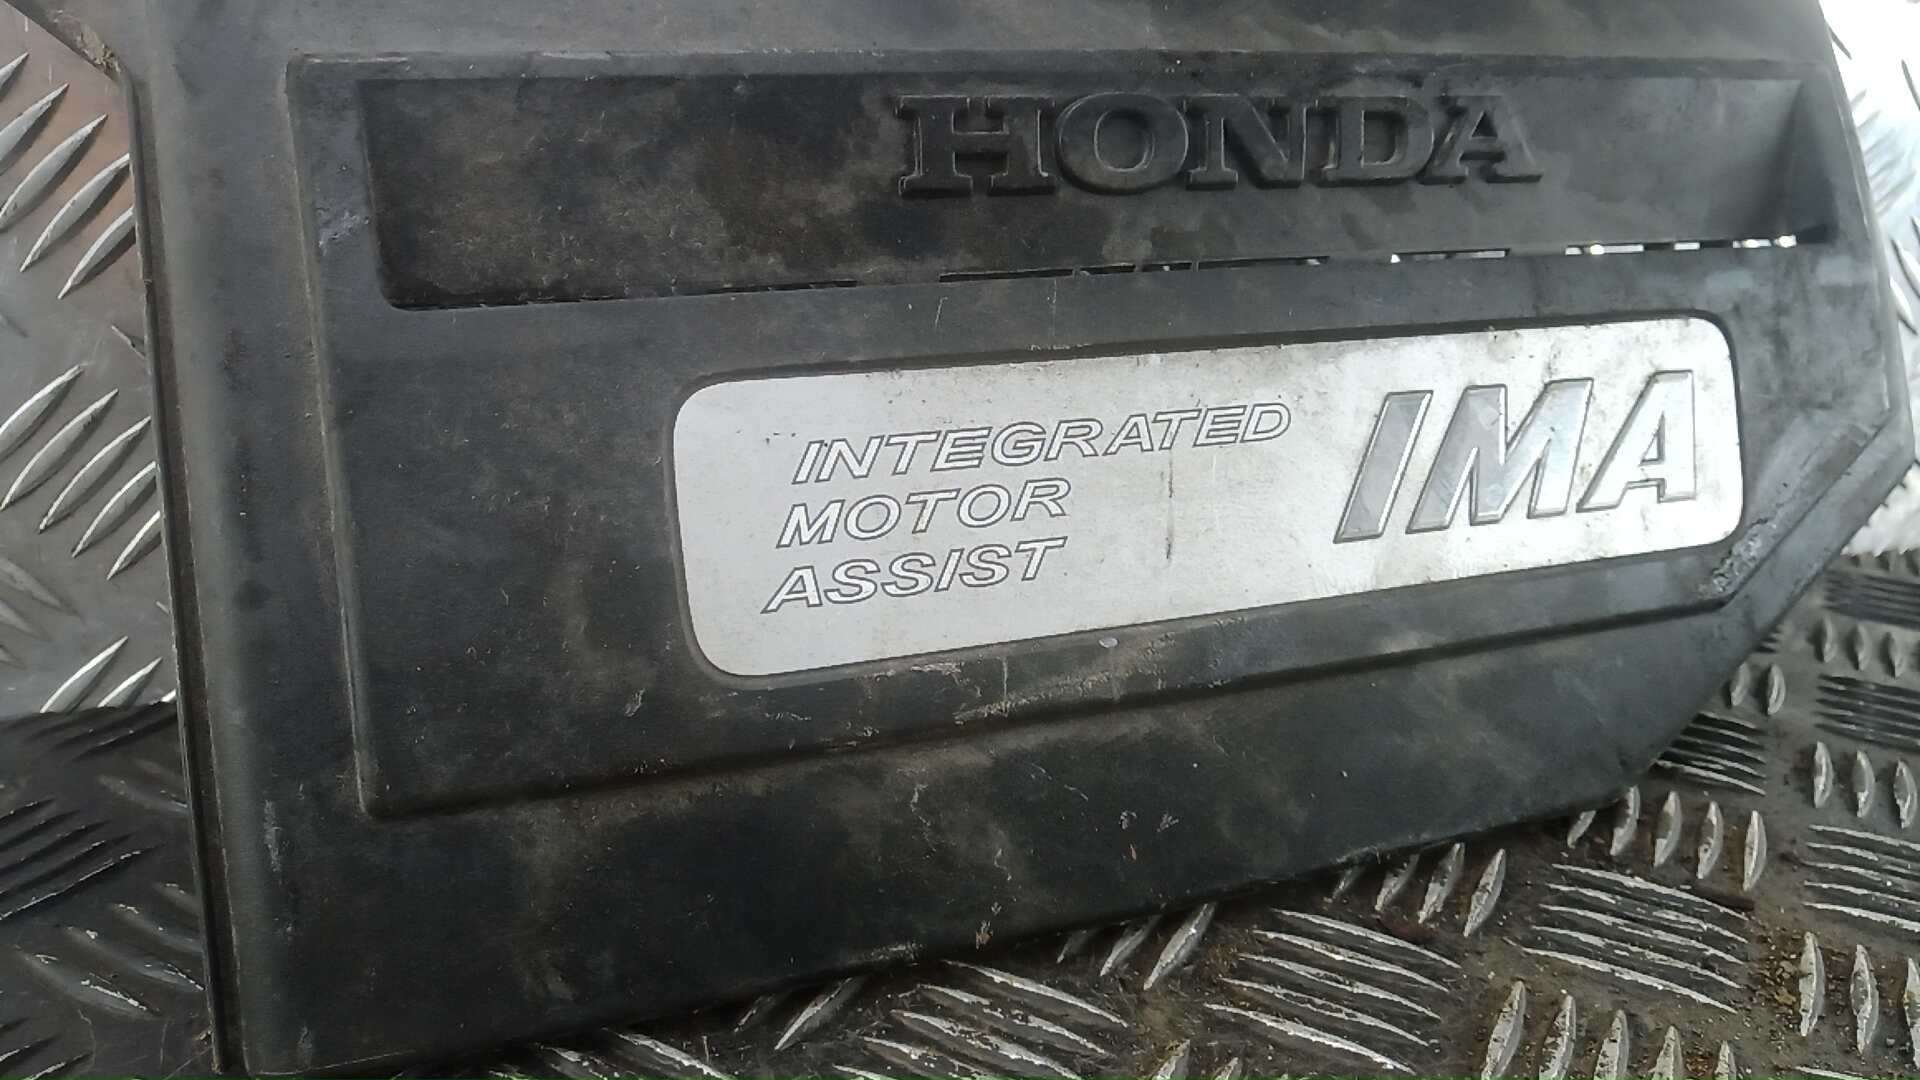 HONDA
INTEGRATED
MOTOR
ASSIST
IMA